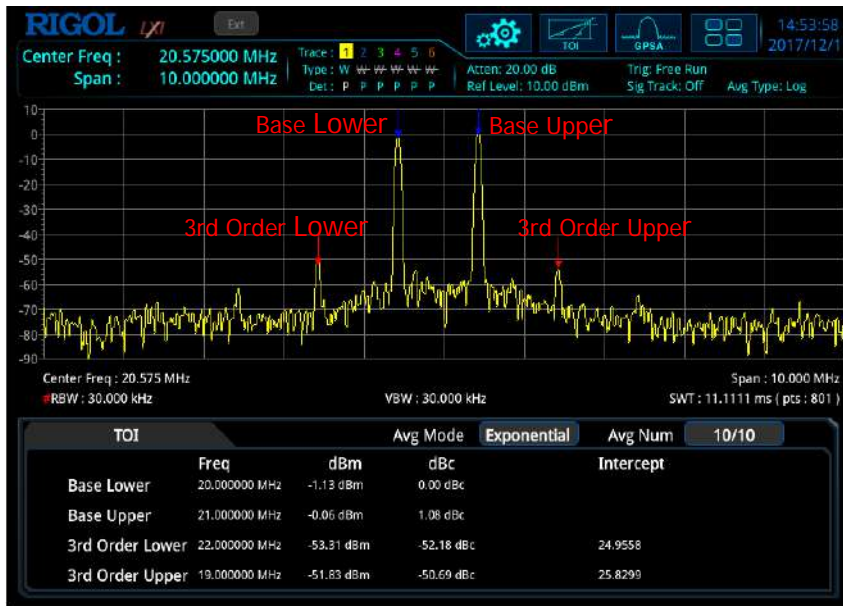 RIGOL LXI Ext TOI GPSA 14:53:58
2017/12/1
Center Freq : 20.575000 MHz
Span : 10.000000 MHz
Trace : 1 2 3 4 5 6
Type : W W W W W W
Det : P P P P P P
Atten: 20.00 dB
Ref Level: 10.00 dBm
Trig: Free Run
Sig Track: Off Avg Type: Log
10
0
-10
-20
-30
-40
-50
-60
-70
-80
-90
Base Lower Base Upper
3rd Order Lower 3rd Order Upper
Center Freq : 20.575 MHz Span : 10.000 MHz
#RBW : 30.000 kHz VBW : 30.000 kHz SWT : 11.1111 ms ( pts : 801 )
TOI Avg Mode Exponential Avg Num 10/10
Freq dBm dBc Intercept
Base Lower 20.000000 MHz -1.13 dBm 0.00 dBc
Base Upper 21.000000 MHz -0.06 dBm 1.08 dBc
3rd Order Lower 22.000000 MHz -53.31 dBm -52.18 dBc 24.9558
3rd Order Upper 19.000000 MHz -51.83 dBm -50.69 dBc 25.8299